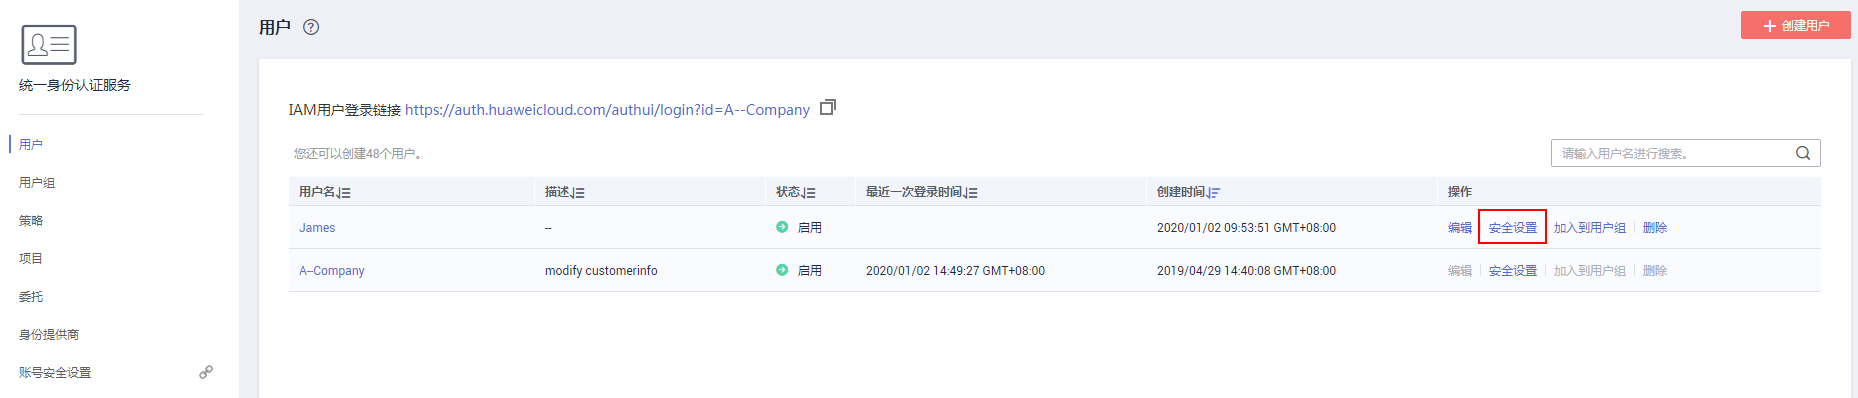 统一身份认证服务
用户
用户组
策略
项目
委托
身份提供商
账号安全设置
用户 ?
创建用户
IAM用户登录链接 https://auth.huaweicloud.com/authui/login?id=A--Company
您还可以创建48个用户。
请输入用户名进行搜索。
用户名 描述 状态 最近一次登录时间 创建时间 操作
James -- 启用 2020/01/02 09:53:51 GMT+08:00 编辑 安全设置 加入到用户组 删除
A--Company modify customerinfo 启用 2020/01/02 14:49:27 GMT+08:00 2019/04/29 14:40:08 GMT+08:00 编辑 安全设置 加入到用户组 删除